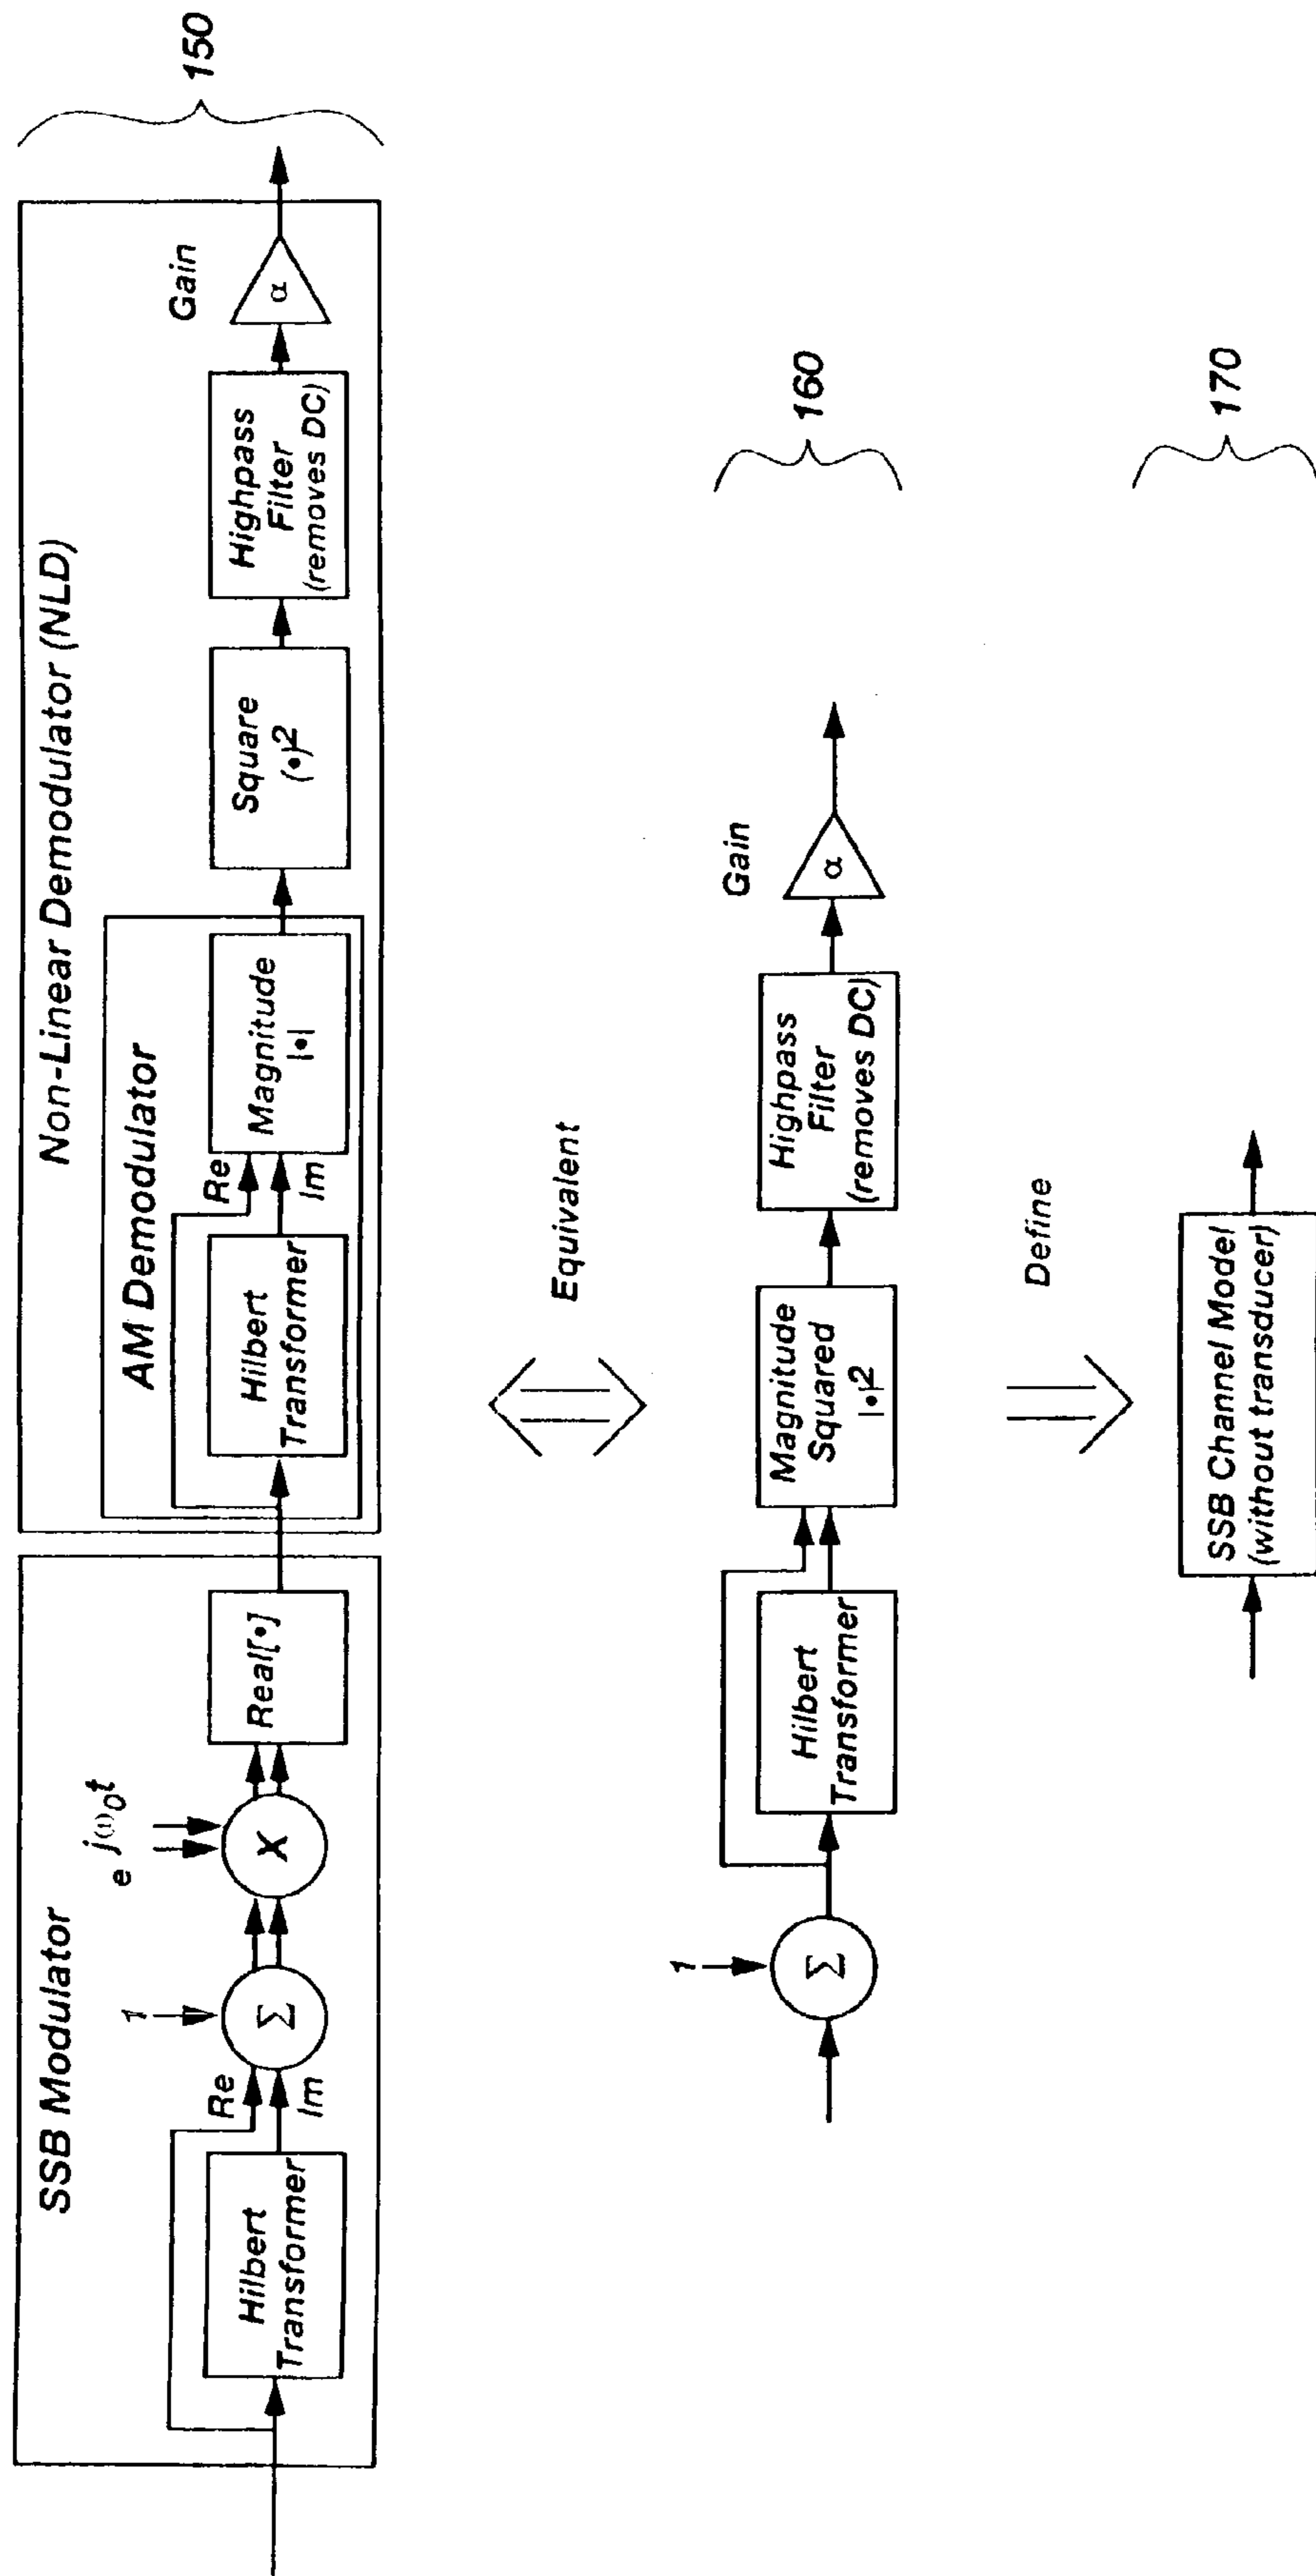 SSB Modulator
Hilbert
Transformer
Re
Im
1
Σ
e jω0t
X
Real[•]
Non-Linear Demodulator (NLD)
AM Demodulator
Hilbert
Transformer
Re
Im
Magnitude
|•|
Square
(•)2
Highpass
Filter
(removes DC)
Gain
α
150
Equivalent
1
Σ
Hilbert
Transformer
Magnitude
Squared
|•|2
Highpass
Filter
(removes DC)
Gain
α
160
Define
SSB Channel Model
(without transducer)
170